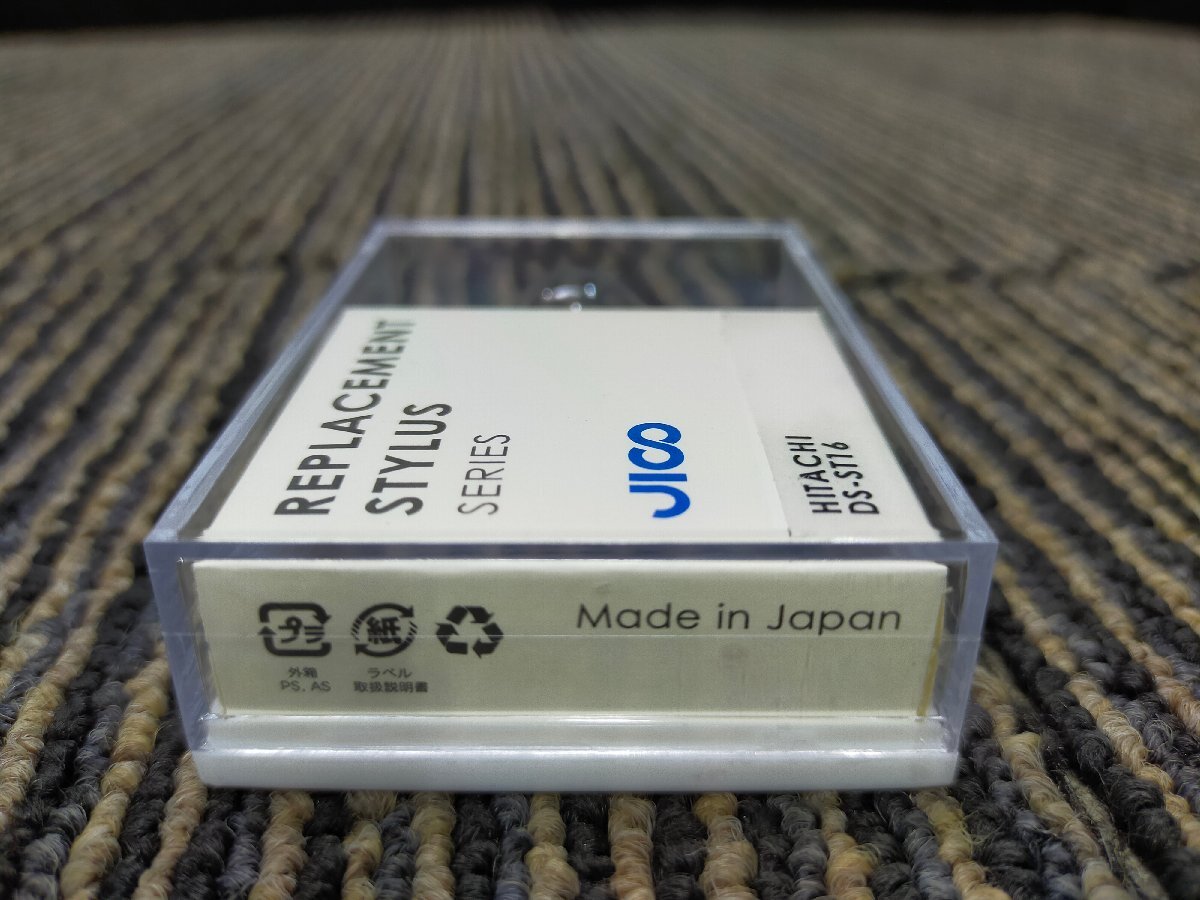 REPLACEMENT
STYLUS
SERIES
JICO
HITACHI
DS-ST16
プラ
紙
Made in Japan
外箱
PS, AS
ラベル
取扱説明書